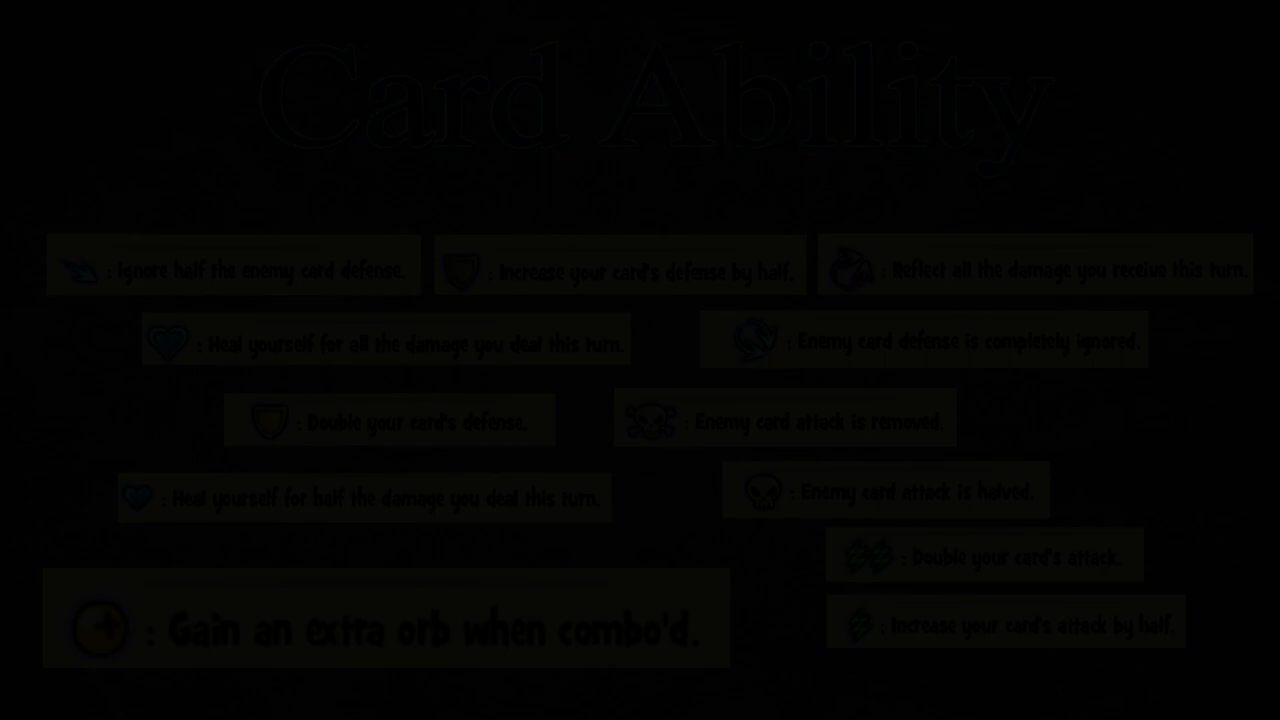 Card Ability
: Ignore half the enemy card defense.
: Increase your card's defense by half.
: Reflect all the damage you receive this turn.
: Heal yourself for all the damage you deal this turn.
: Enemy card defense is completely ignored.
: Double your card's defense.
: Enemy card attack is removed.
: Heal yourself for half the damage you deal this turn.
: Enemy card attack is halved.
: Double your card's attack.
: Gain an extra orb when combo'd.
: Increase your card's attack by half.